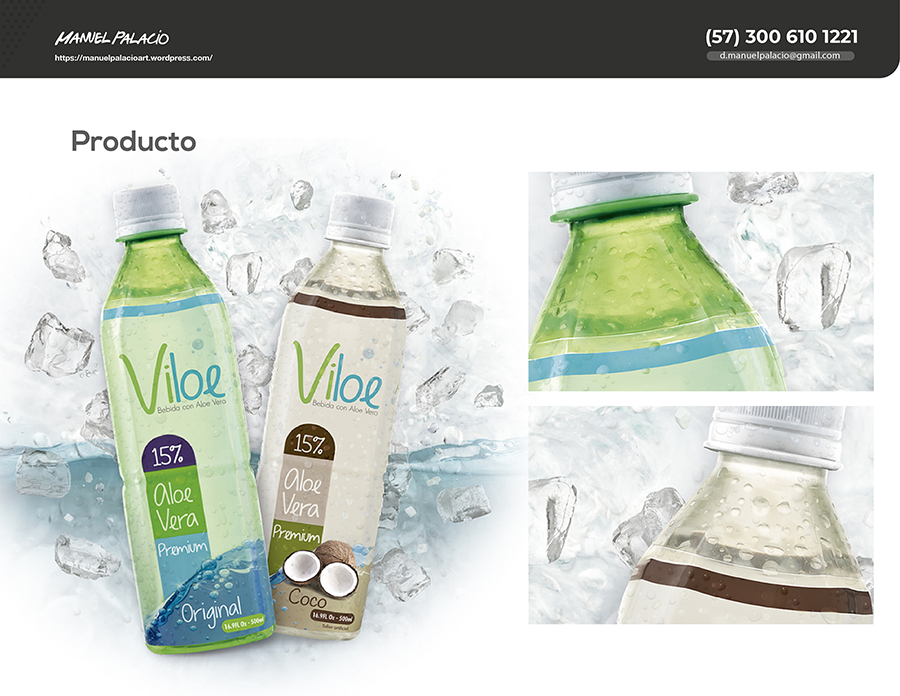 MANUEL PALACIO
https://manuelpalacioart.wordpress.com/
(57) 300 610 1221
d.manuelpalacio@gmail.com
Producto
Viloe
Bebida con Aloe Vera
15%
Aloe
Vera
Premium
Original
16.9Fl Oz - 500ml
Viloe
Bebida con Aloe Vera
15%
Aloe
Vera
Premium
Coco
16.9Fl Oz - 500ml
Sabor artificial